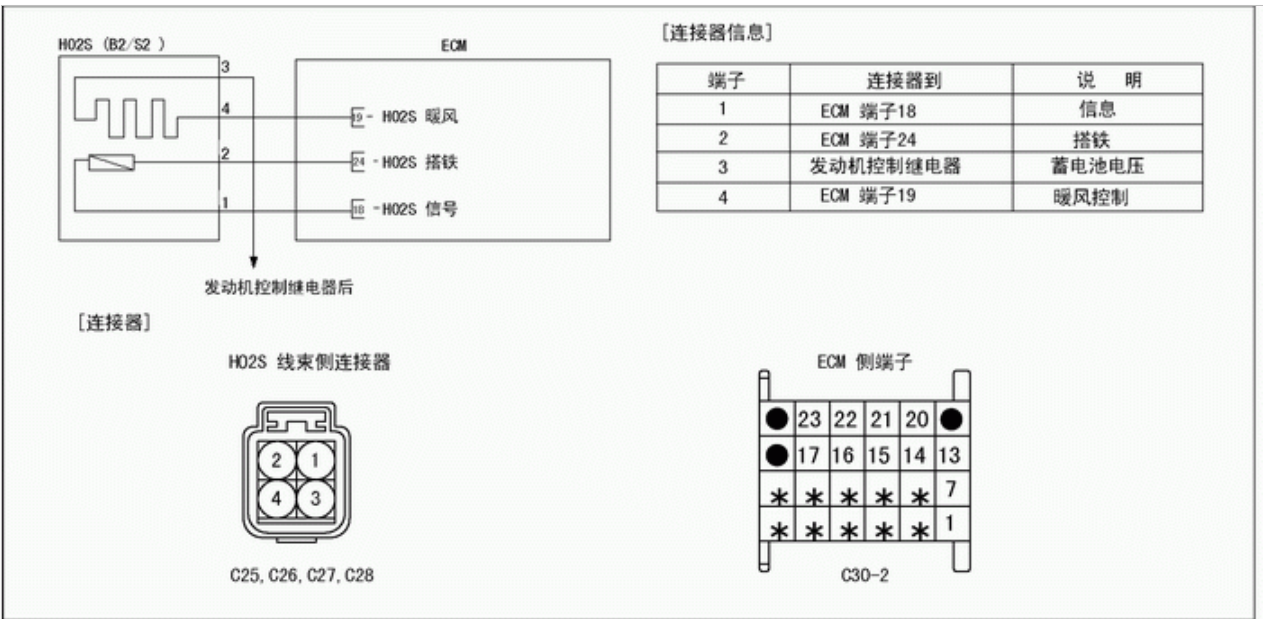 HO2S (B2/S2 )
ECM
3
4
19 - HO2S 暖风
2
24 -HO2S 搭铁
1
18 -HO2S 信号
发动机控制继电器后
[连接器信息]
端子 连接器到 说 明
1 ECM 端子18 信息
2 ECM 端子24 搭铁
3 发动机控制继电器 蓄电池电压
4 ECM 端子19 暖风控制
[连接器]
HO2S 线束侧连接器
2 1
4 3
C25, C26, C27, C28
ECM 侧端子
23 22 21 20
17 16 15 14 13
* * * * * 7
* * * * * 1
C30-2